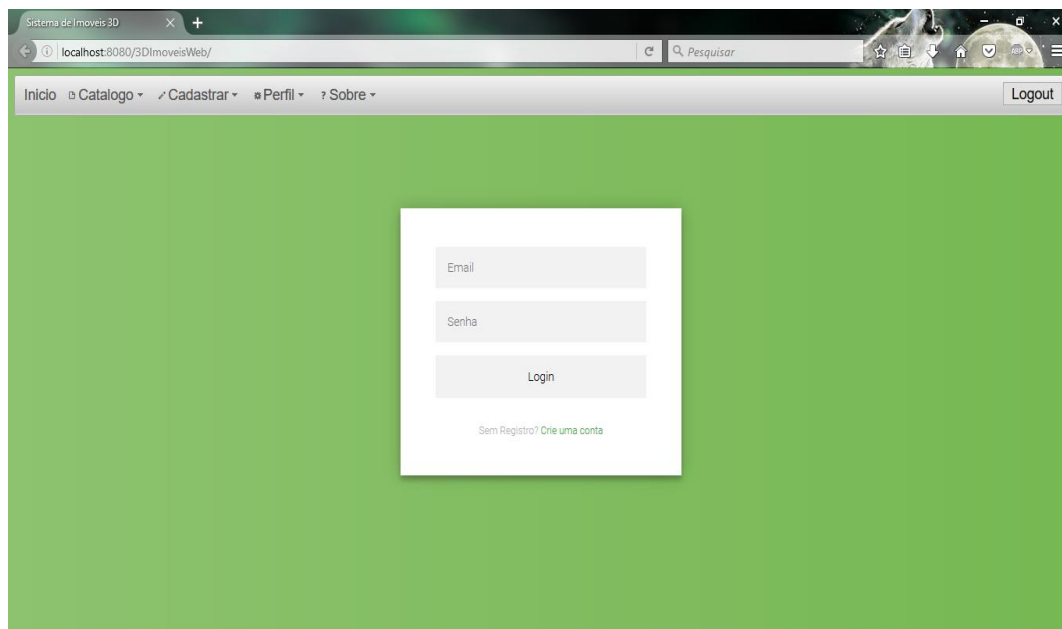 Sistema de Imoveis 3D
localhost:8080/3DImoveisWeb/
Pesquisar
ABP
Inicio Catalogo Cadastrar Perfil ? Sobre Logout
Email
Senha
Login
Sem Registro? Crie uma conta